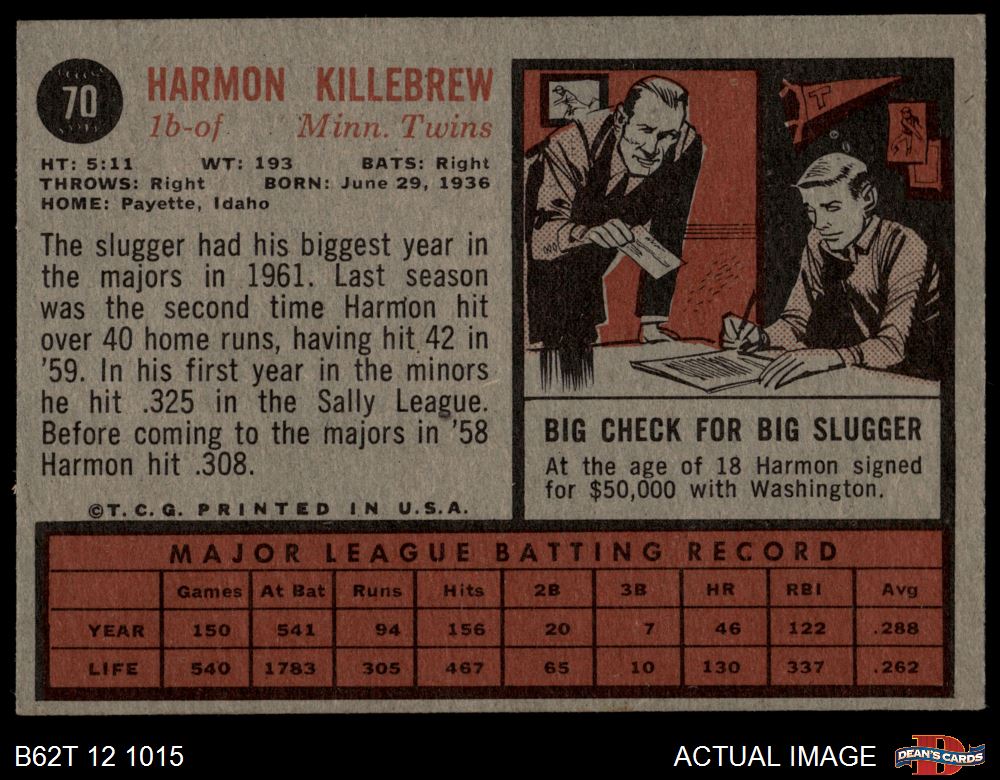 70
HARMON KILLEBREW
1b-of Minn. Twins
HT: 5:11 WT: 193 BATS: Right
THROWS: Right BORN: June 29, 1936
HOME: Payette, Idaho
The slugger had his biggest year in
the majors in 1961. Last season
was the second time Harmon hit
over 40 home runs, having hit 42 in
'59. In his first year in the minors
he hit .325 in the Sally League.
Before coming to the majors in '58
Harmon hit .308.
©T.C.G. PRINTED IN U.S.A.
T
BIG CHECK FOR BIG SLUGGER
At the age of 18 Harmon signed
for $50,000 with Washington.
MAJOR LEAGUE BATTING RECORD
Games At Bat Runs Hits 2B 3B HR RBI Avg
YEAR 150 541 94 156 20 7 46 122 .288
LIFE 540 1783 305 467 65 10 130 337 .262
B62T 12 1015 ACTUAL IMAGE DEAN'S CARDS